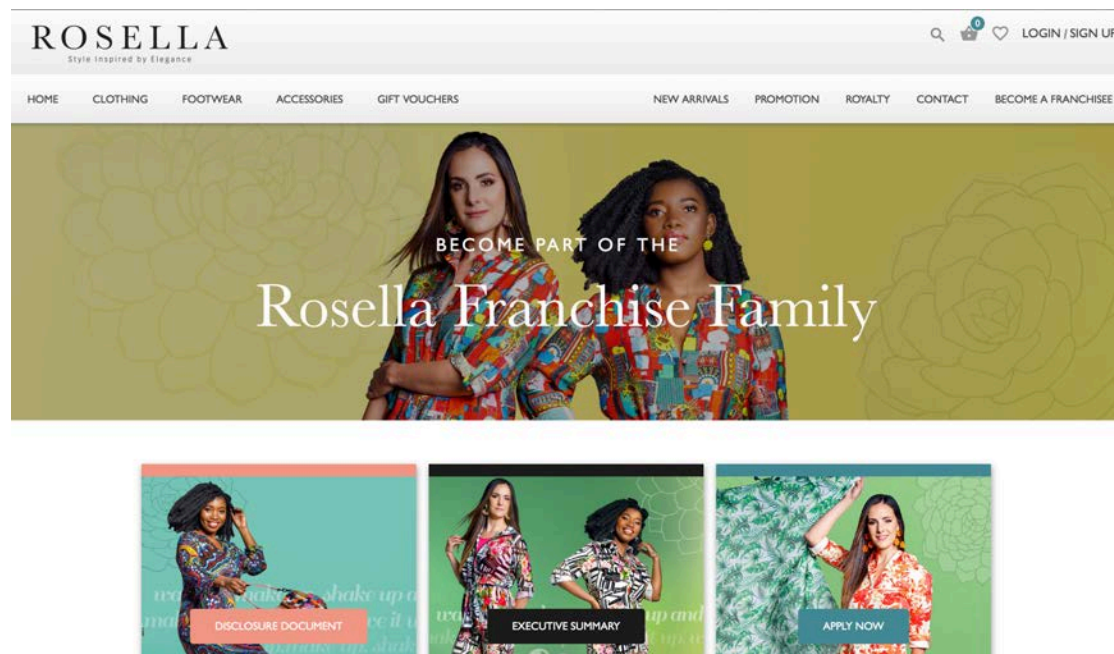 ROSELLA
Style Inspired by Elegance
0
LOGIN / SIGN UP
HOME CLOTHING FOOTWEAR ACCESSORIES GIFT VOUCHERS NEW ARRIVALS PROMOTION ROYALTY CONTACT BECOME A FRANCHISEE
BECOME PART OF THE
Rosella Franchise Family
DISCLOSURE DOCUMENT
EXECUTIVE SUMMARY
APPLY NOW